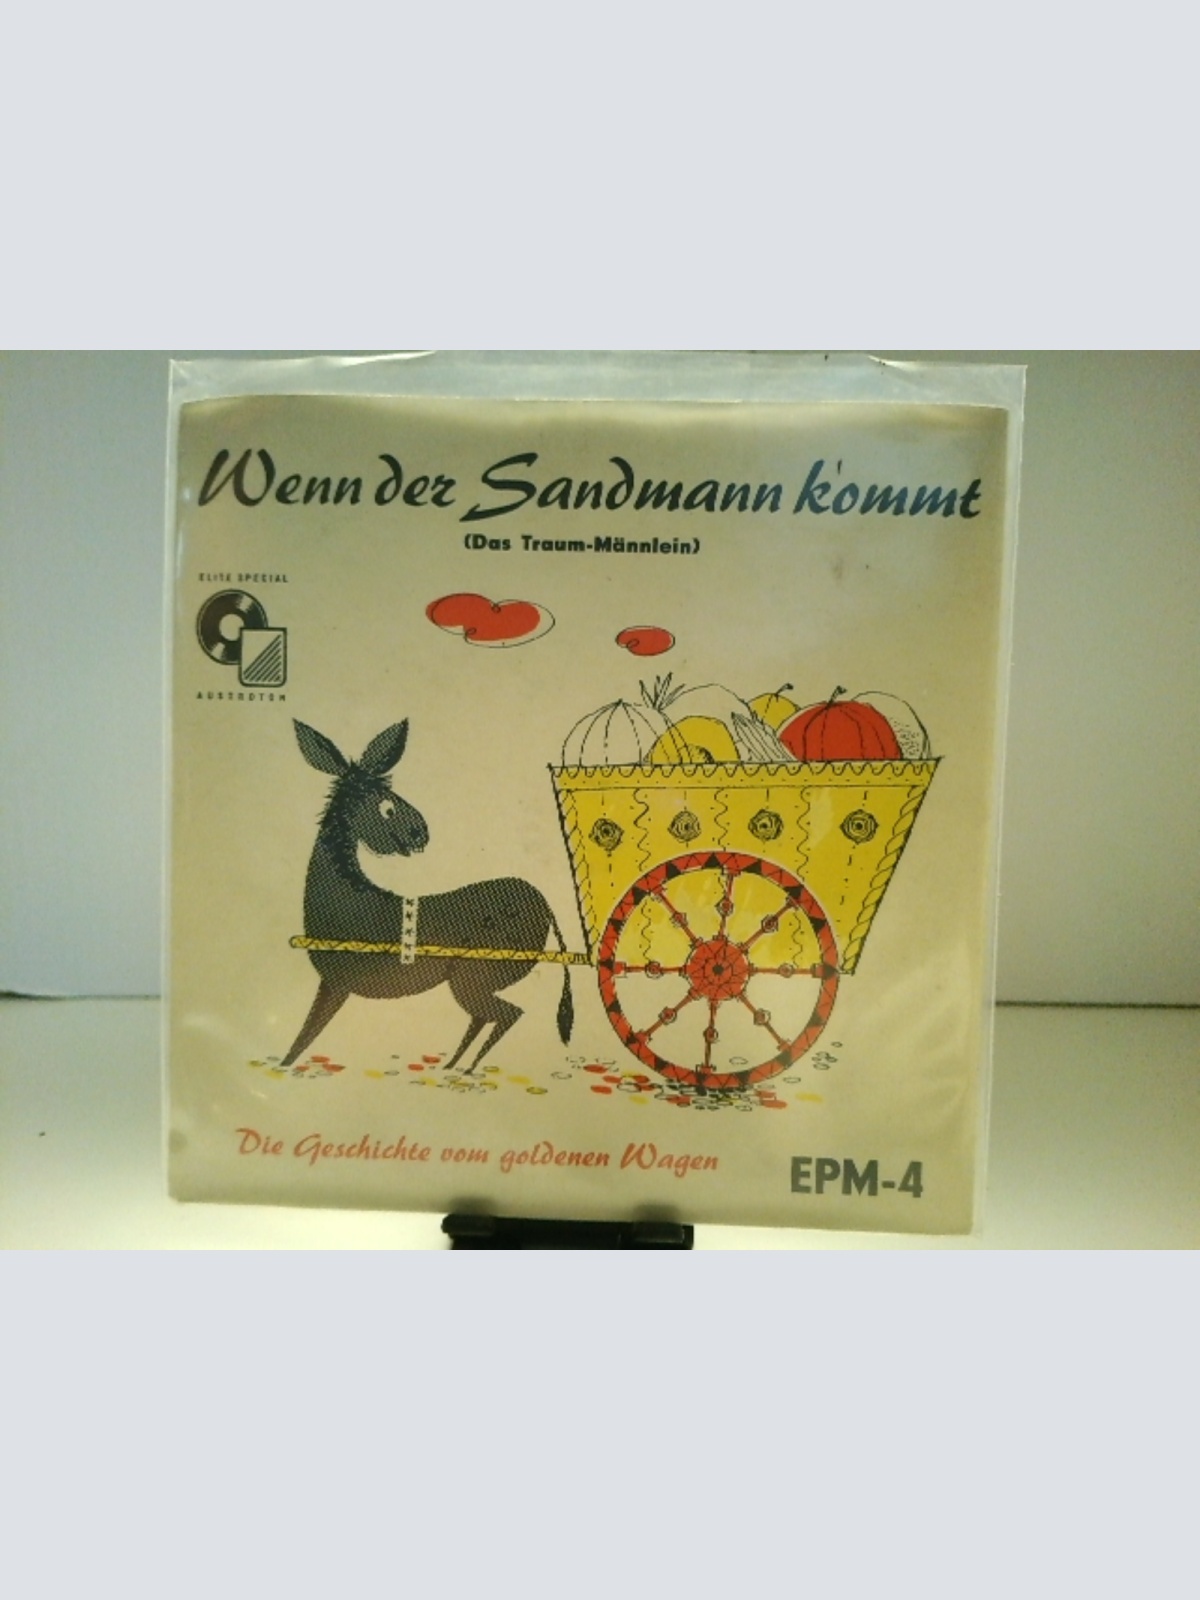 Wenn der Sandmann kommt
(Das Traum-Männlein)
ELITE SPECIAL
AUSTROTON
Die Geschichte vom goldenen Wagen
EPM-4